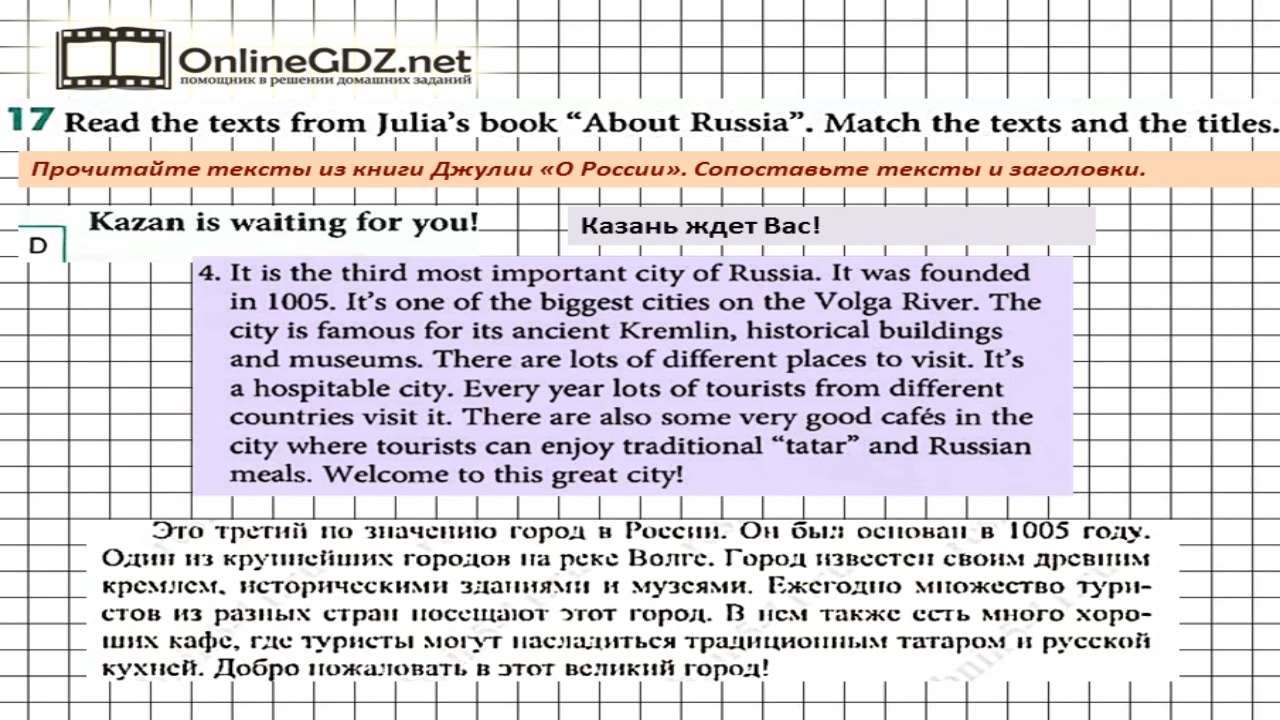 OnlineGDZ.net
помощник в решении домашних заданий
17 Read the texts from Julia’s book “About Russia”. Match the texts and the titles.
Прочитайте тексты из книги Джулии «О России». Сопоставьте тексты и заголовки.
Kazan is waiting for you!
Казань ждет Вас!
D
4. It is the third most important city of Russia. It was founded
in 1005. It’s one of the biggest cities on the Volga River. The
city is famous for its ancient Kremlin, historical buildings
and museums. There are lots of different places to visit. It’s
a hospitable city. Every year lots of tourists from different
countries visit it. There are also some very good cafés in the
city where tourists can enjoy traditional “tatar” and Russian
meals. Welcome to this great city!
Это третий по значению город в России. Он был основан в 1005 году.
Один из крупнейших городов на реке Волге. Город известен своим древним
кремлем, историческими зданиями и музеями. Ежегодно множество тури-
стов из разных стран посещают этот город. В нем также есть много хоро-
ших кафе, где туристы могут насладиться традиционным татаром и русской
кухней. Добро пожаловать в этот великий город!